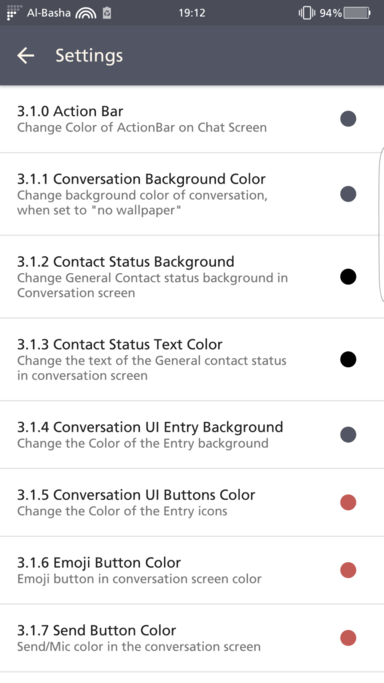 Al-Basha 19:12 94%
Settings
3.1.0 Action Bar
Change Color of ActionBar on Chat Screen
3.1.1 Conversation Background Color
Change background color of conversation,
when set to "no wallpaper"
3.1.2 Contact Status Background
Change General Contact status background in
Conversation screen
3.1.3 Contact Status Text Color
Change the text of the General contact status
in conversation screen
3.1.4 Conversation UI Entry Background
Change the Color of the Entry background
3.1.5 Conversation UI Buttons Color
Change the Color of the Entry icons
3.1.6 Emoji Button Color
Emoji button in conversation screen color
3.1.7 Send Button Color
Send/Mic color in the conversation screen